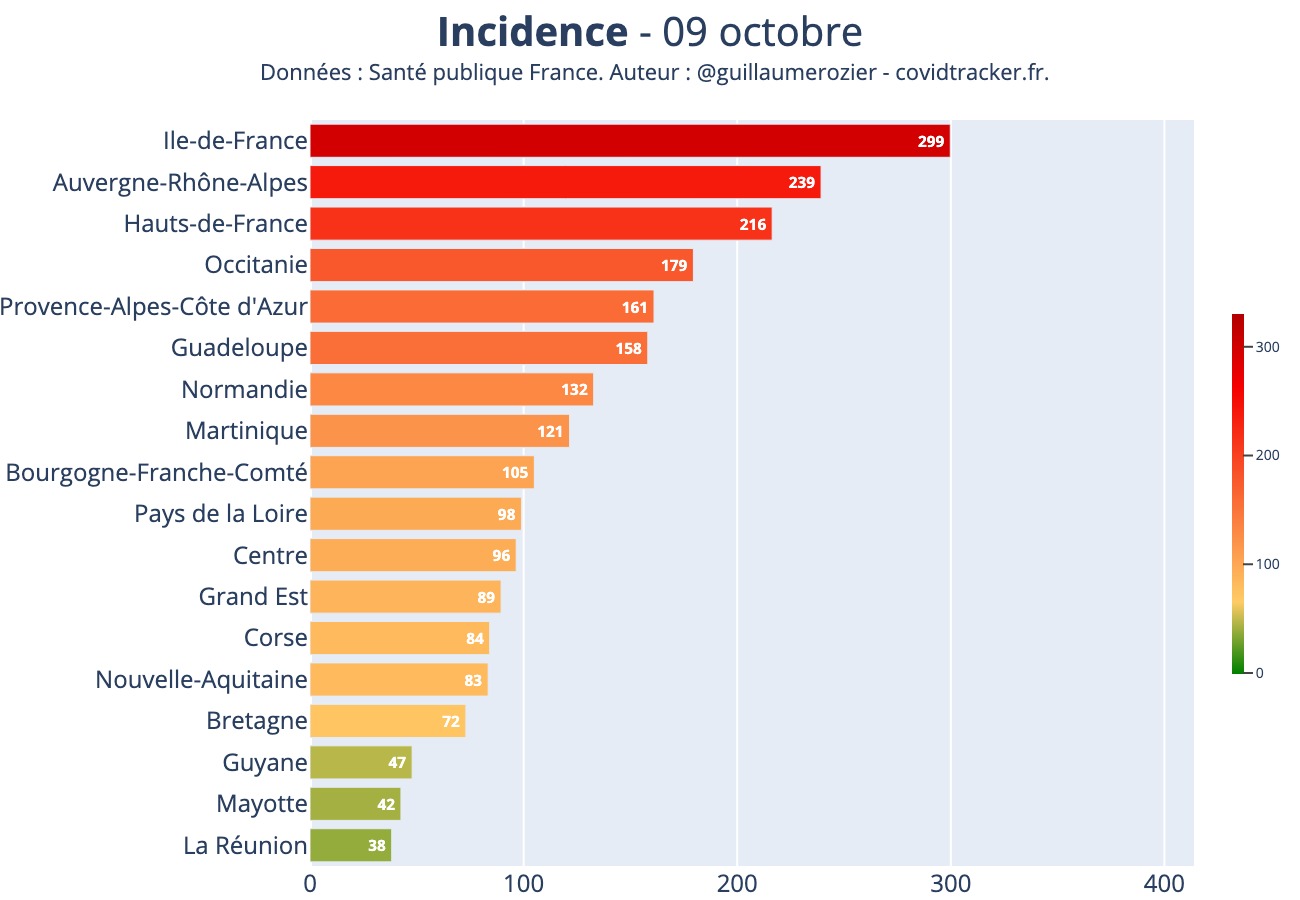 Incidence - 09 octobre
Données : Santé publique France. Auteur : @guillaumerozier - covidtracker.fr.
Ile-de-France 299
Auvergne-Rhône-Alpes 239
Hauts-de-France 216
Occitanie 179
Provence-Alpes-Côte d'Azur 161
Guadeloupe 158
Normandie 132
Martinique 121
Bourgogne-Franche-Comté 105
Pays de la Loire 98
Centre 96
Grand Est 89
Corse 84
Nouvelle-Aquitaine 83
Bretagne 72
Guyane 47
Mayotte 42
La Réunion 38
0 100 200 300 400
300
200
100
0